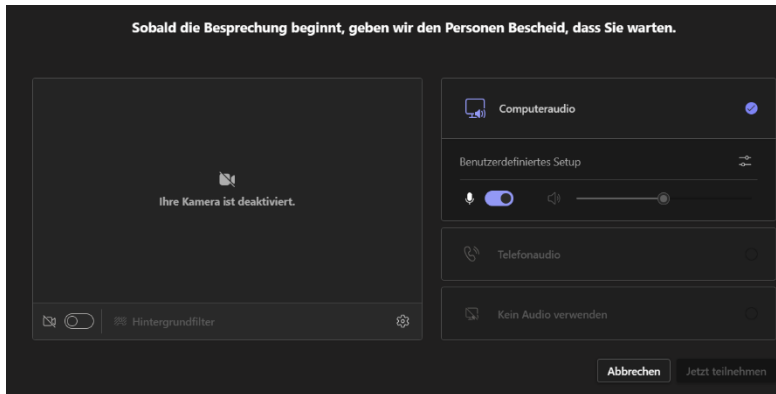 Sobald die Besprechung beginnt, geben wir den Personen Bescheid, dass Sie warten.
Ihre Kamera ist deaktiviert.
Hintergrundfilter
Computeraudio
Benutzerdefiniertes Setup
Telefonaudio
Kein Audio verwenden
Abbrechen
Jetzt teilnehmen